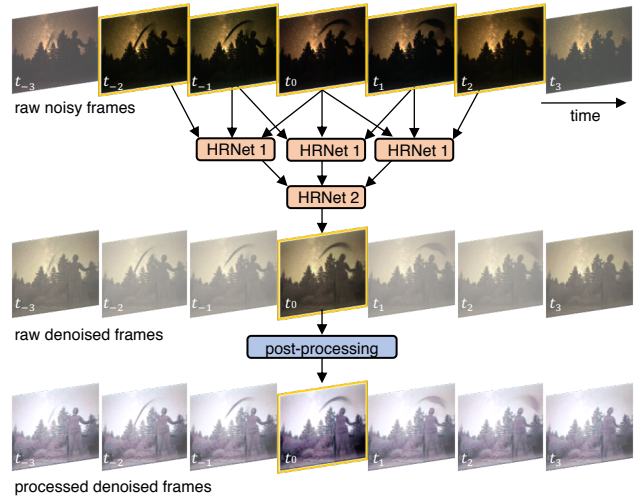 t₋₃ t₋₂ t₋₁ t₀ t₁ t₂ t₃
raw noisy frames
time
HRNet 1 HRNet 1 HRNet 1
HRNet 2
t₋₃ t₋₂ t₋₁ t₀ t₁ t₂ t₃
raw denoised frames
post-processing
t₋₃ t₋₂ t₋₁ t₀ t₁ t₂ t₃
processed denoised frames